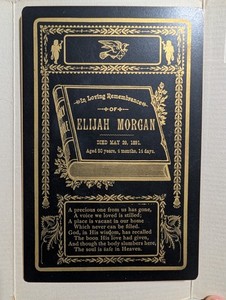 In Loving Remembrance
OF
ELIJAH MORGAN
DIED MAY 29, 1891.
Aged 50 years, 4 months, 14 days.
A precious one from us has gone,
A voice we loved is stilled;
A place is vacant in our home
Which never can be filled.
God, in His wisdom, has recalled
The boon His love had given,
And though the body slumbers here,
The soul is safe in Heaven.